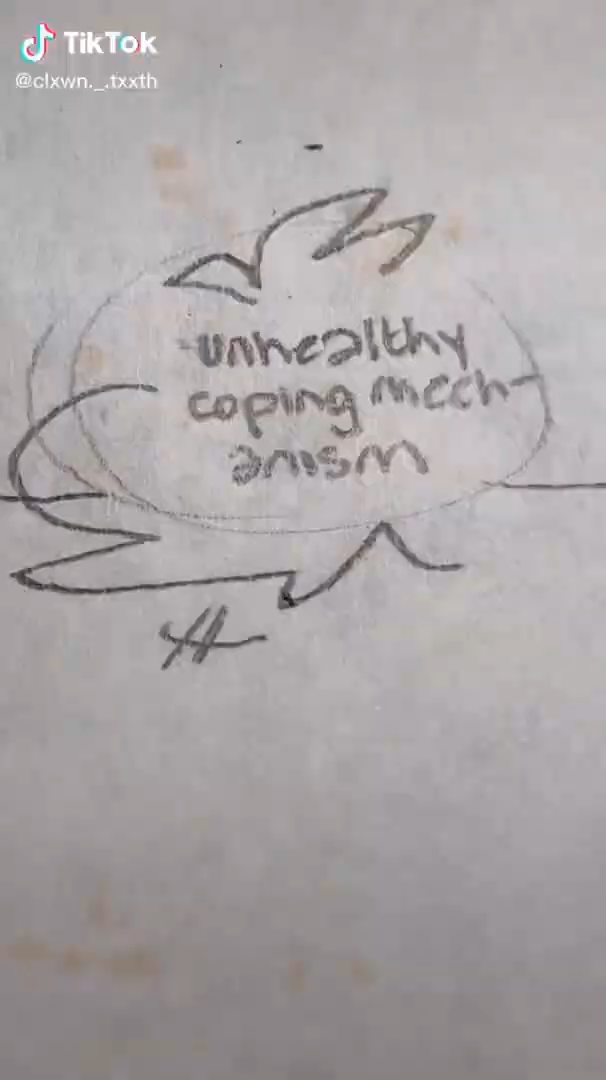 TikTok
@clxwn._.txxth
unhealthy
coping mech-
anism